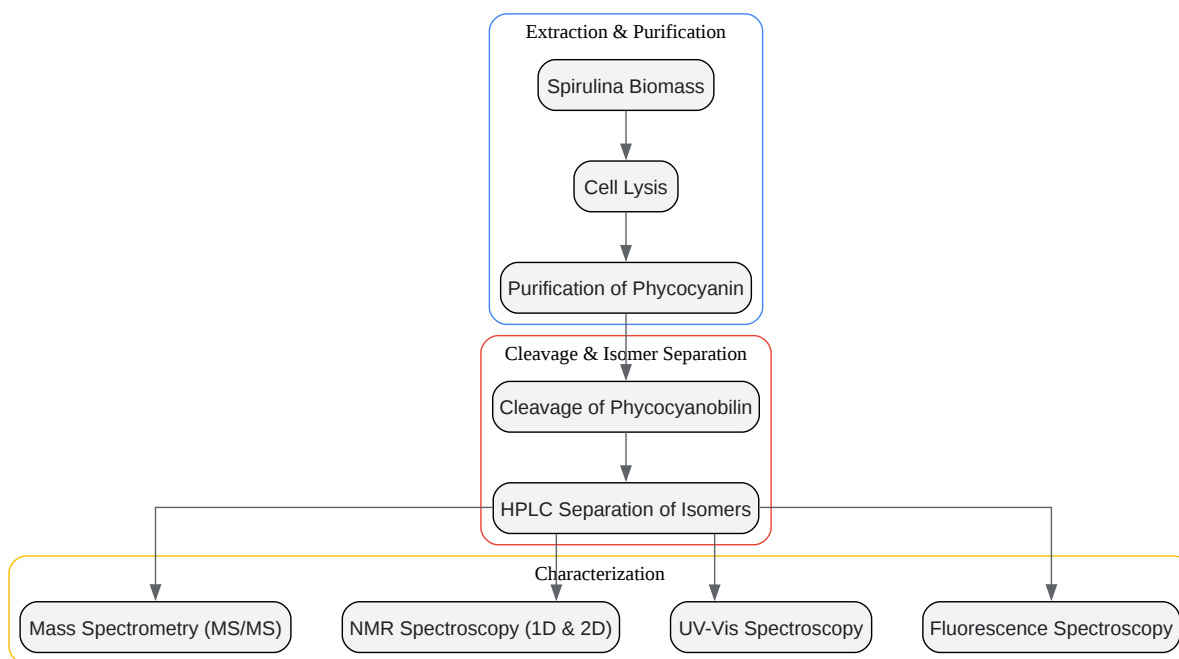 Extraction & Purification
Spirulina Biomass
Cell Lysis
Purification of Phycocyanin
Cleavage & Isomer Separation
Cleavage of Phycocyanobilin
HPLC Separation of Isomers
Characterization
Mass Spectrometry (MS/MS)
NMR Spectroscopy (1D & 2D)
UV-Vis Spectroscopy
Fluorescence Spectroscopy